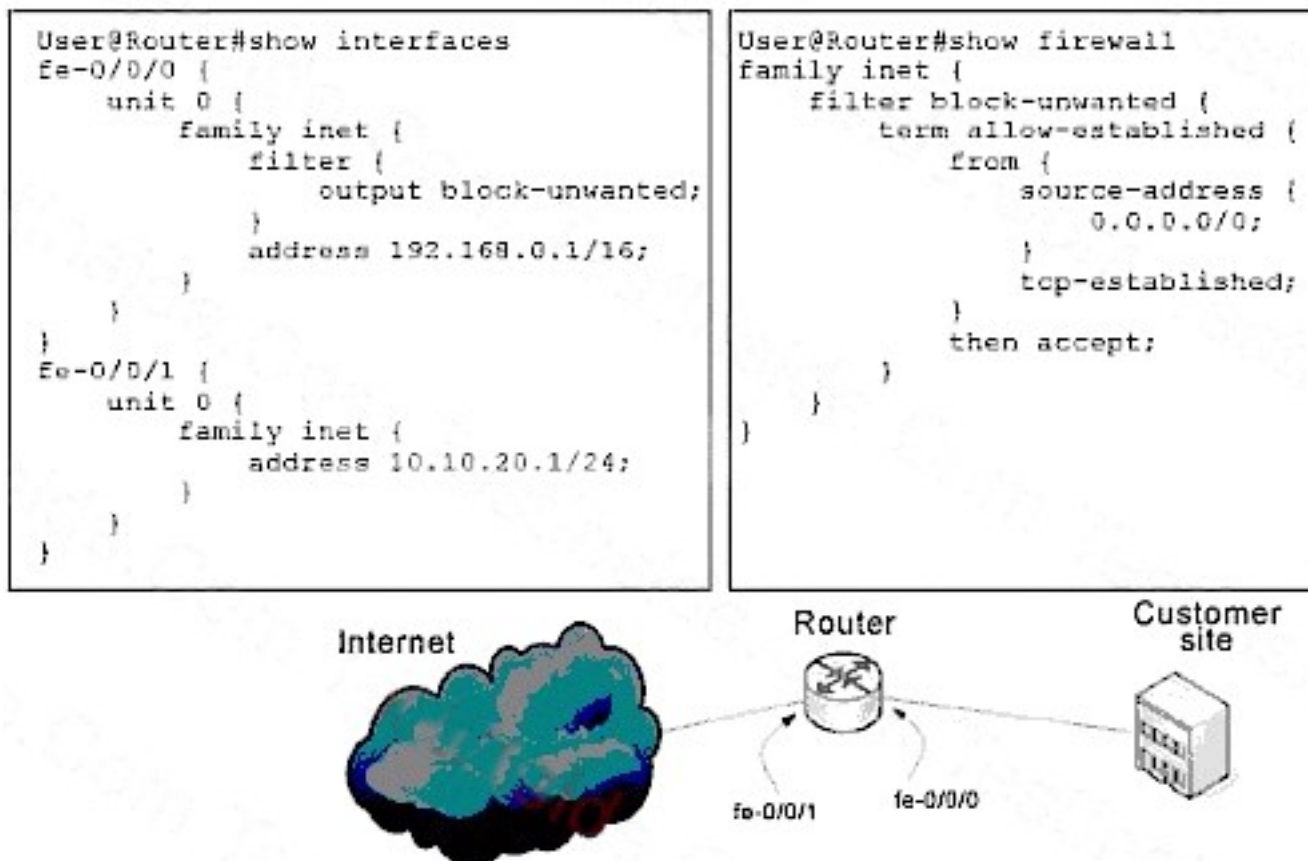 User@Router#show interfaces
fe-0/0/0 {
    unit 0 {
        family inet {
            filter {
                output block-unwanted;
            }
            address 192.168.0.1/16;
        }
    }
}
fe-0/0/1 {
    unit 0 {
        family inet {
            address 10.10.20.1/24;
        }
    }
}
User@Router#show firewall
family inet {
    filter block-unwanted {
        term allow-established {
            from {
                source-address {
                    0.0.0.0/0;
                }
                tcp-established;
            }
            then accept;
        }
    }
}
Internet
Router
Customer
site
fe-0/0/1
fe-0/0/0